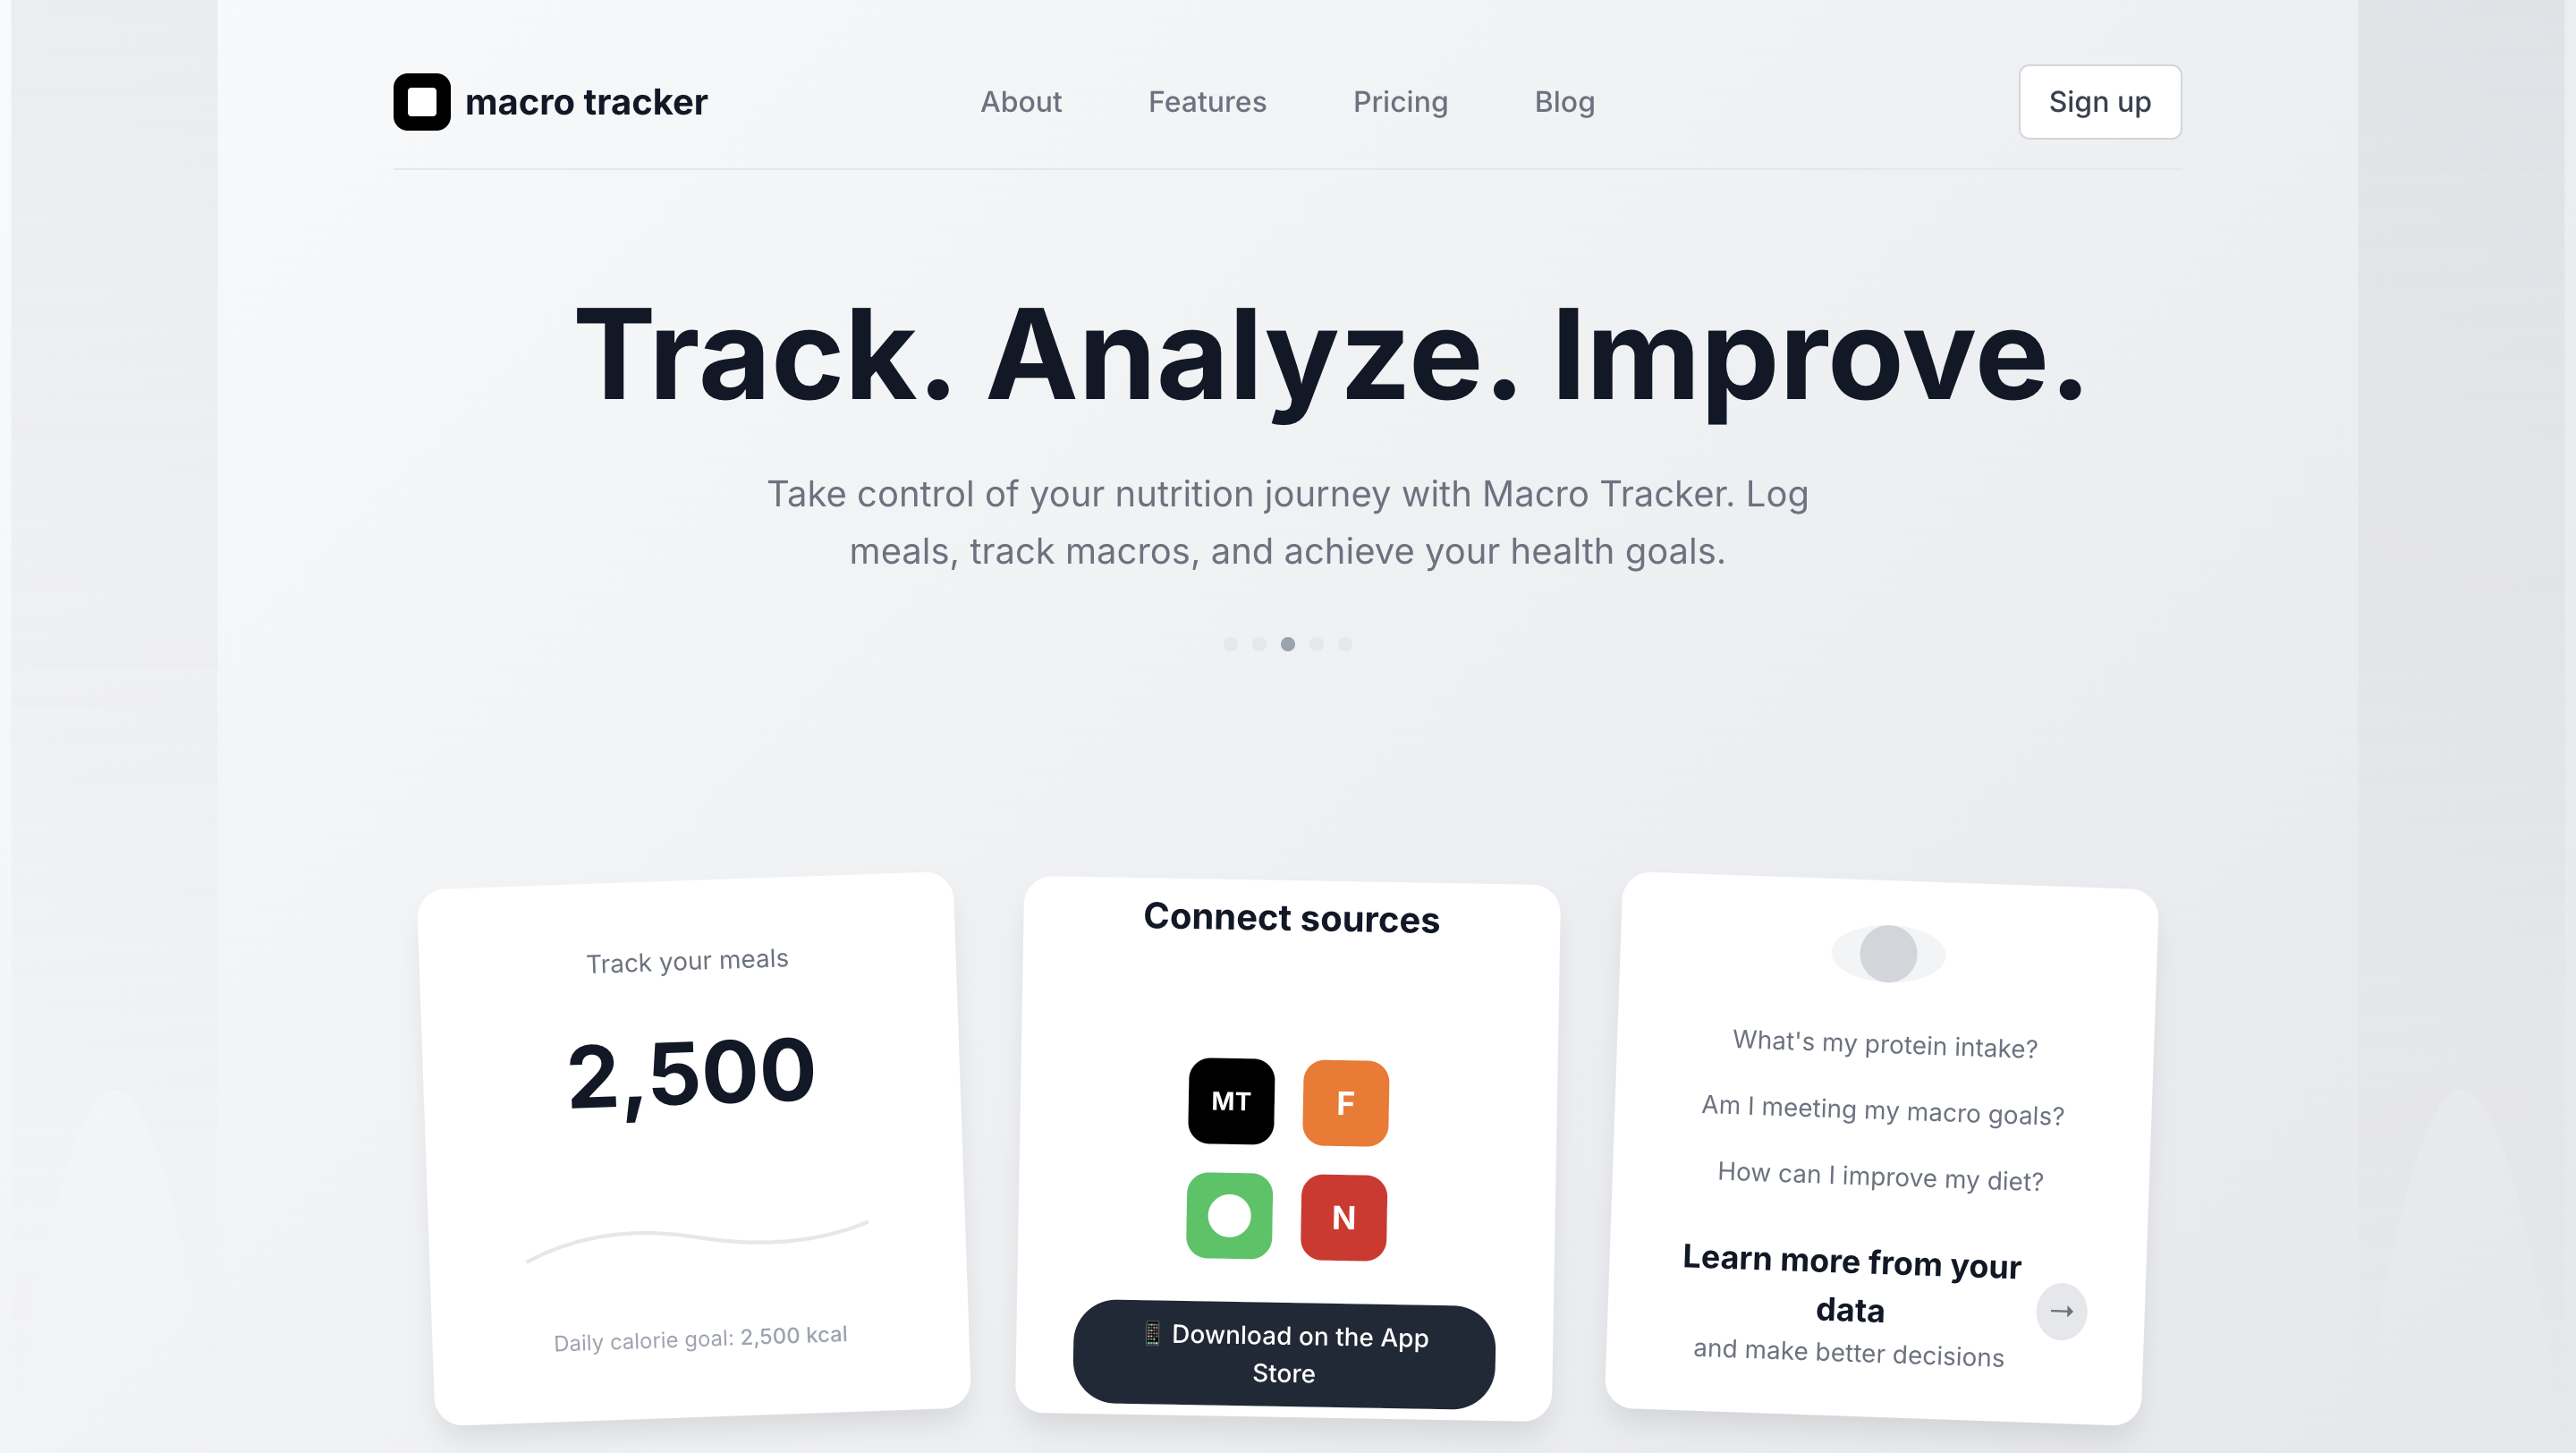 macro tracker
About
Features
Pricing
Blog
Sign up
Track. Analyze. Improve.
Take control of your nutrition journey with Macro Tracker. Log
meals, track macros, and achieve your health goals.
Track your meals
2,500
Daily calorie goal: 2,500 kcal
Connect sources
MT
F
N
Download on the App
Store
What's my protein intake?
Am I meeting my macro goals?
How can I improve my diet?
Learn more from your
data
and make better decisions